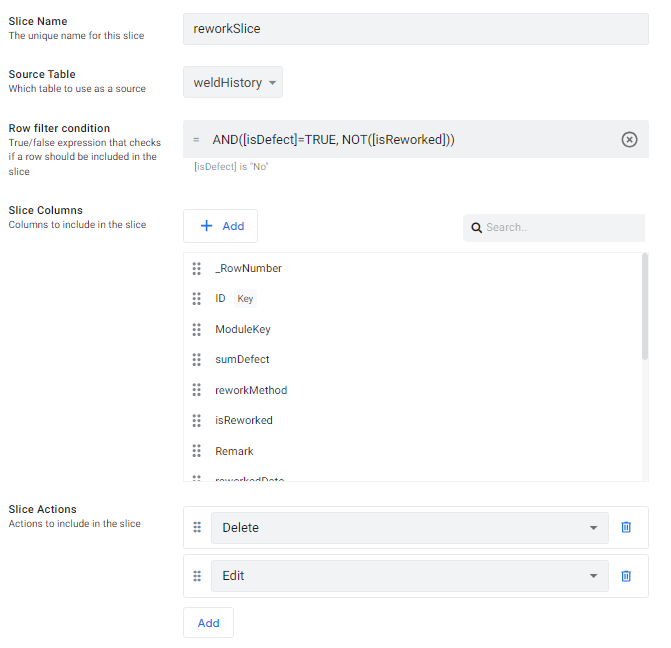 Slice Name
The unique name for this slice
reworkSlice
Source Table
Which table to use as a source
weldHistory
Row filter condition
True/false expression that checks
if a row should be included in the
slice
= AND([isDefect]=TRUE, NOT([isReworked]))
[isDefect] is "No"
Slice Columns
Columns to include in the slice
+ Add
Search..
_RowNumber
ID Key
ModuleKey
sumDefect
reworkMethod
isReworked
Remark
reworkedDate
Slice Actions
Actions to include in the slice
Delete
Edit
Add